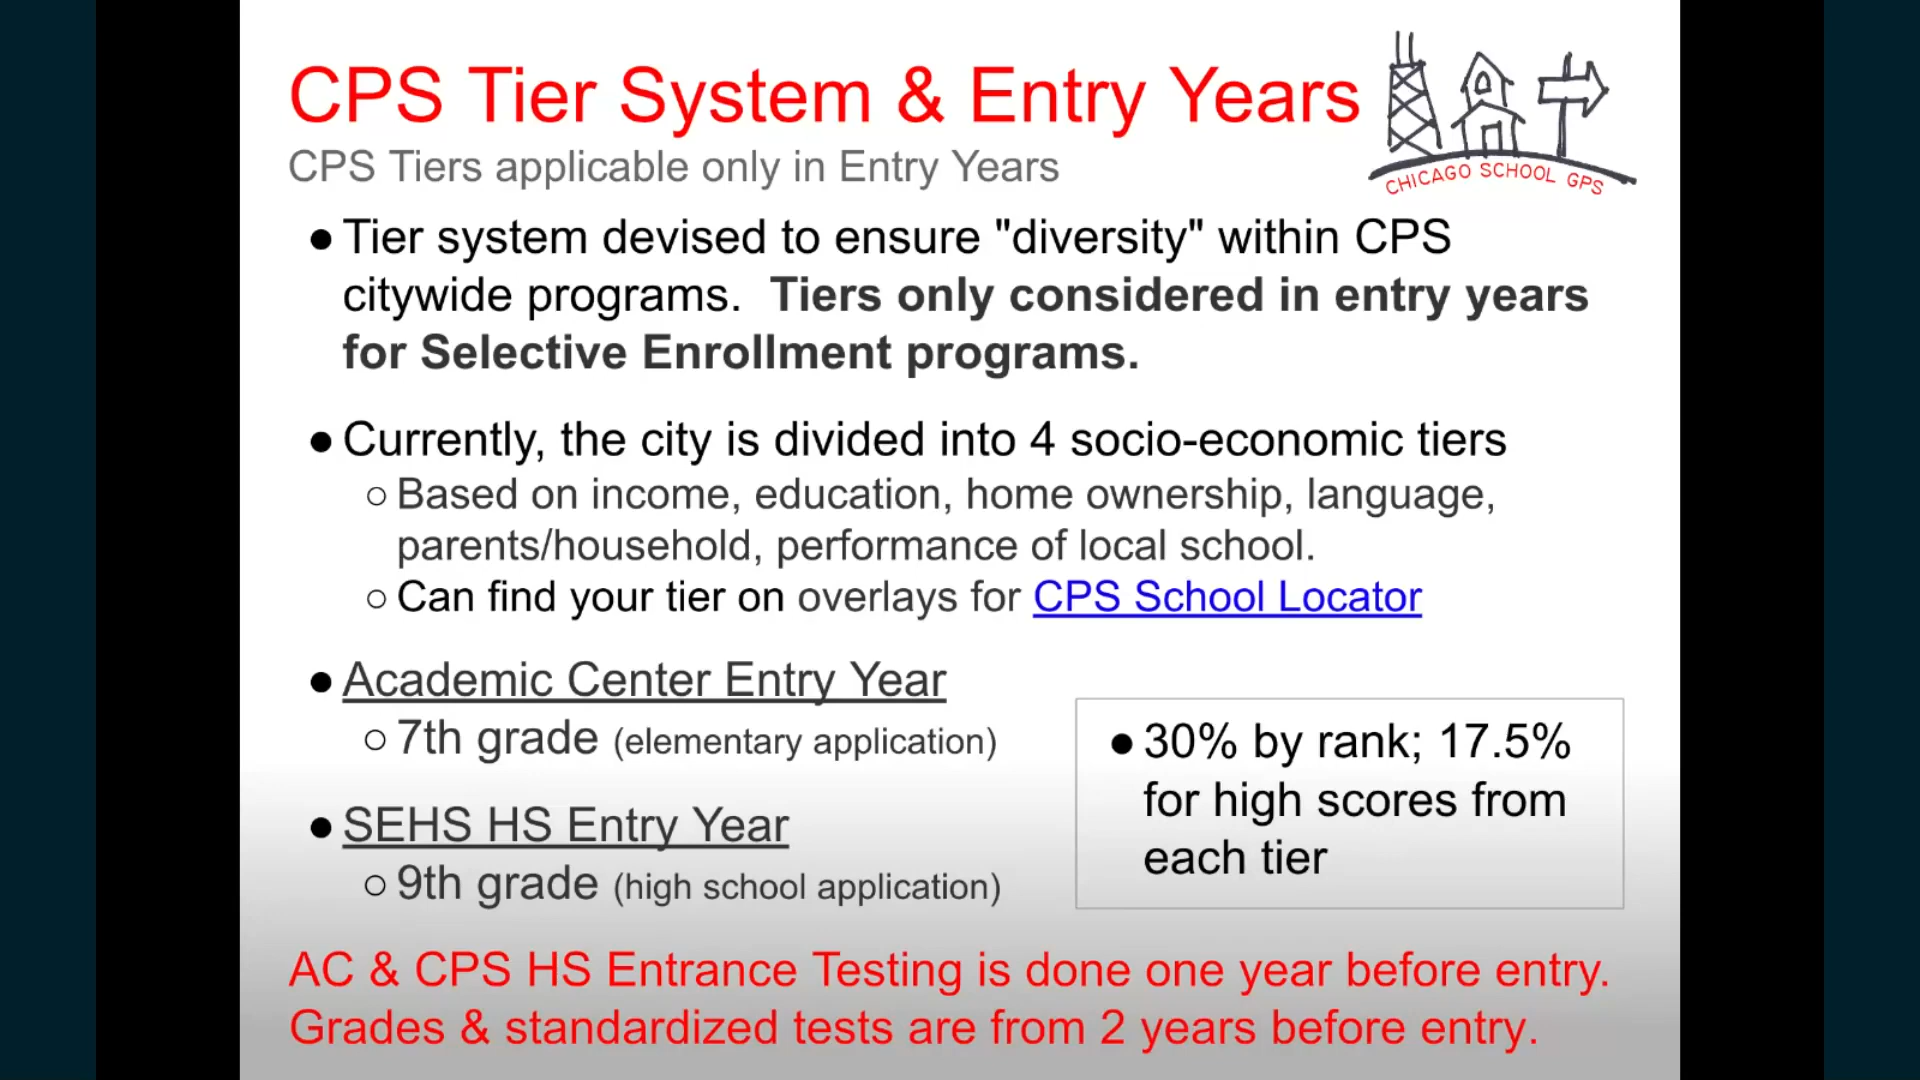 CPS Tier System & Entry Years
CPS Tiers applicable only in Entry Years
CHICAGO SCHOOL GPS
● Tier system devised to ensure "diversity" within CPS
citywide programs.  Tiers only considered in entry years
for Selective Enrollment programs.
● Currently, the city is divided into 4 socio-economic tiers
○ Based on income, education, home ownership, language,
parents/household, performance of local school.
○ Can find your tier on overlays for CPS School Locator
● Academic Center Entry Year
○ 7th grade (elementary application)
● SEHS HS Entry Year
○ 9th grade (high school application)
● 30% by rank; 17.5%
for high scores from
each tier
AC & CPS HS Entrance Testing is done one year before entry.
Grades & standardized tests are from 2 years before entry.